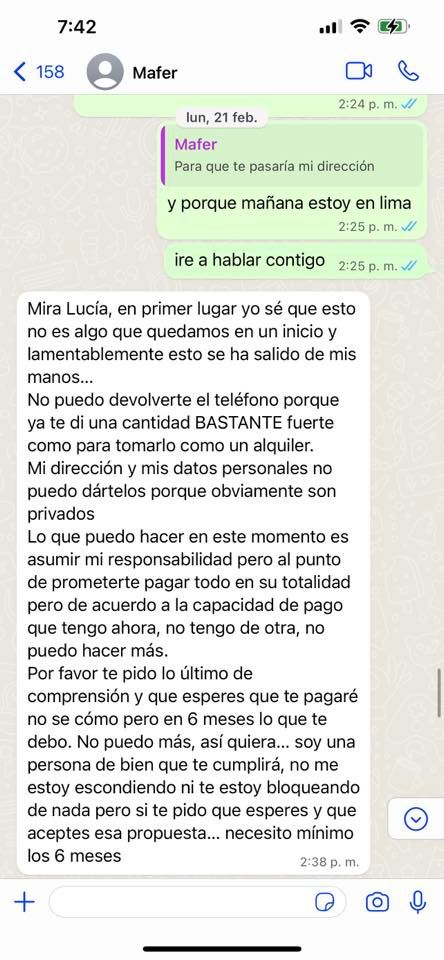 7:42
158
Mafer
2:24 p. m.
lun, 21 feb.
Mafer
Para que te pasaría mi dirección
y porque mañana estoy en lima
2:25 p. m.
ire a hablar contigo 2:25 p. m.
Mira Lucía, en primer lugar yo sé que esto
no es algo que quedamos en un inicio y
lamentablemente esto se ha salido de mis
manos...
No puedo devolverte el teléfono porque
ya te di una cantidad BASTANTE fuerte
como para tomarlo como un alquiler.
Mi dirección y mis datos personales no
puedo dártelos porque obviamente son
privados
Lo que puedo hacer en este momento es
asumir mi responsabilidad pero al punto
de prometerte pagar todo en su totalidad
pero de acuerdo a la capacidad de pago
que tengo ahora, no tengo de otra, no
puedo hacer más.
Por favor te pido lo último de
comprensión y que esperes que te pagaré
no se cómo pero en 6 meses lo que te
debo. No puedo más, así quiera... soy una
persona de bien que te cumplirá, no me
estoy escondiendo ni te estoy bloqueando
de nada pero si te pido que esperes y que
aceptes esa propuesta... necesito mínimo
los 6 meses
2:38 p. m.